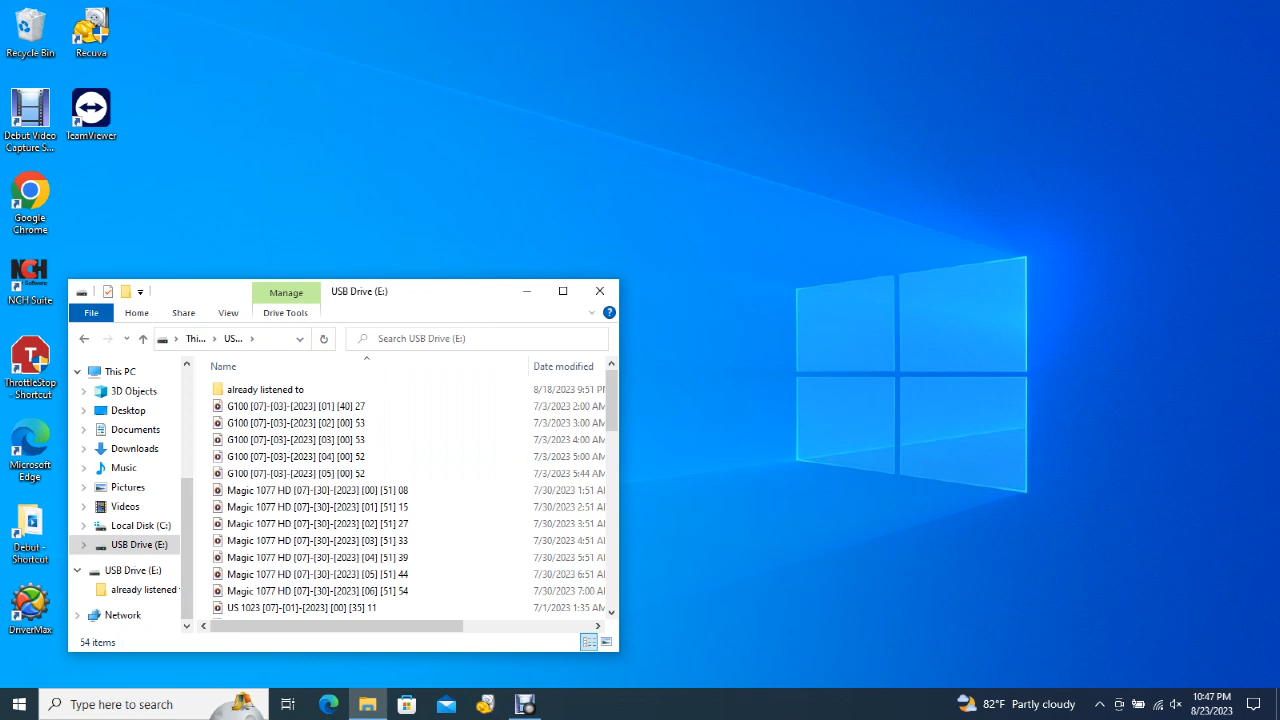 Recycle Bin
Recuva
Debut Video
Capture S...
TeamViewer
Google
Chrome
NCH
Software
NCH Suite
ThrottleStop
- Shortcut
Microsoft
Edge
Debut -
Shortcut
DriverMax
Manage
USB Drive (E:)
File
Home
Share
View
Drive Tools
Thi...
US...
Search USB Drive (E:)
This PC
3D Objects
Desktop
Documents
Downloads
Music
Pictures
Videos
Local Disk (C:)
USB Drive (E:)
USB Drive (E:)
already listened
Network
Name
Date modified
already listened to
8/18/2023 9:51 P
G100 [07]-[03]-[2023] [01] [40] 27
7/3/2023 2:00 AM
G100 [07]-[03]-[2023] [02] [00] 53
7/3/2023 3:00 AM
G100 [07]-[03]-[2023] [03] [00] 53
7/3/2023 4:00 AM
G100 [07]-[03]-[2023] [04] [00] 52
7/3/2023 5:00 AM
G100 [07]-[03]-[2023] [05] [00] 52
7/3/2023 5:44 AM
Magic 1077 HD [07]-[30]-[2023] [00] [51] 08
7/30/2023 1:51 A
Magic 1077 HD [07]-[30]-[2023] [01] [51] 15
7/30/2023 2:51 A
Magic 1077 HD [07]-[30]-[2023] [02] [51] 27
7/30/2023 3:51 A
Magic 1077 HD [07]-[30]-[2023] [03] [51] 33
7/30/2023 4:51 A
Magic 1077 HD [07]-[30]-[2023] [04] [51] 39
7/30/2023 5:51 A
Magic 1077 HD [07]-[30]-[2023] [05] [51] 44
7/30/2023 6:51 A
Magic 1077 HD [07]-[30]-[2023] [06] [51] 54
7/30/2023 7:00 A
US 1023 [07]-[01]-[2023] [00] [35] 11
7/1/2023 1:35 AM
54 items
Type here to search
82°F Partly cloudy
10:47 PM
8/23/2023